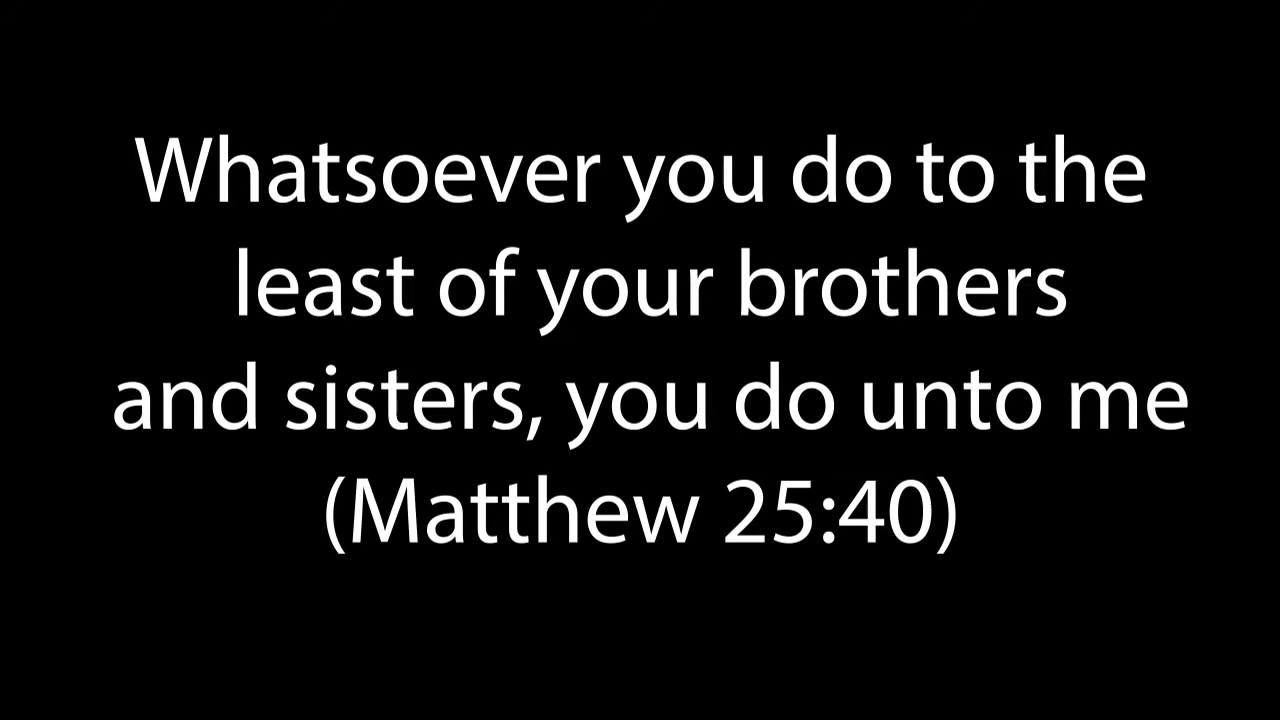 Whatsoever you do to the
least of your brothers
and sisters, you do unto me
(Matthew 25:40)